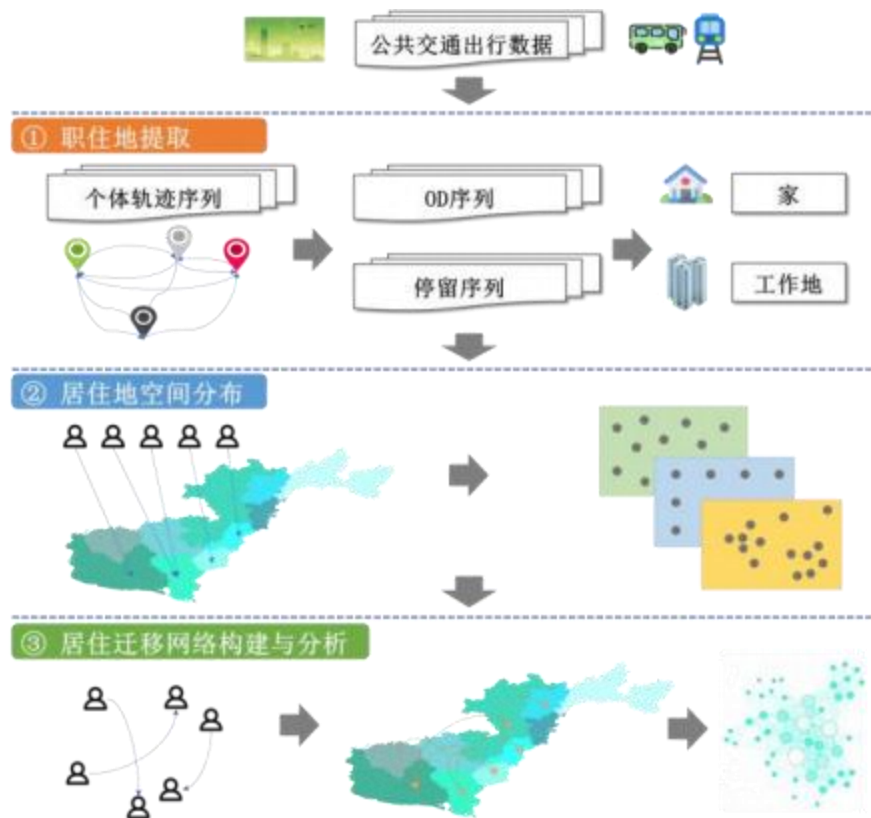 公共交通出行数据
① 职住地提取
个体轨迹序列
OD序列
家
停留序列
工作地
② 居住地空间分布
③ 居住迁移网络构建与分析